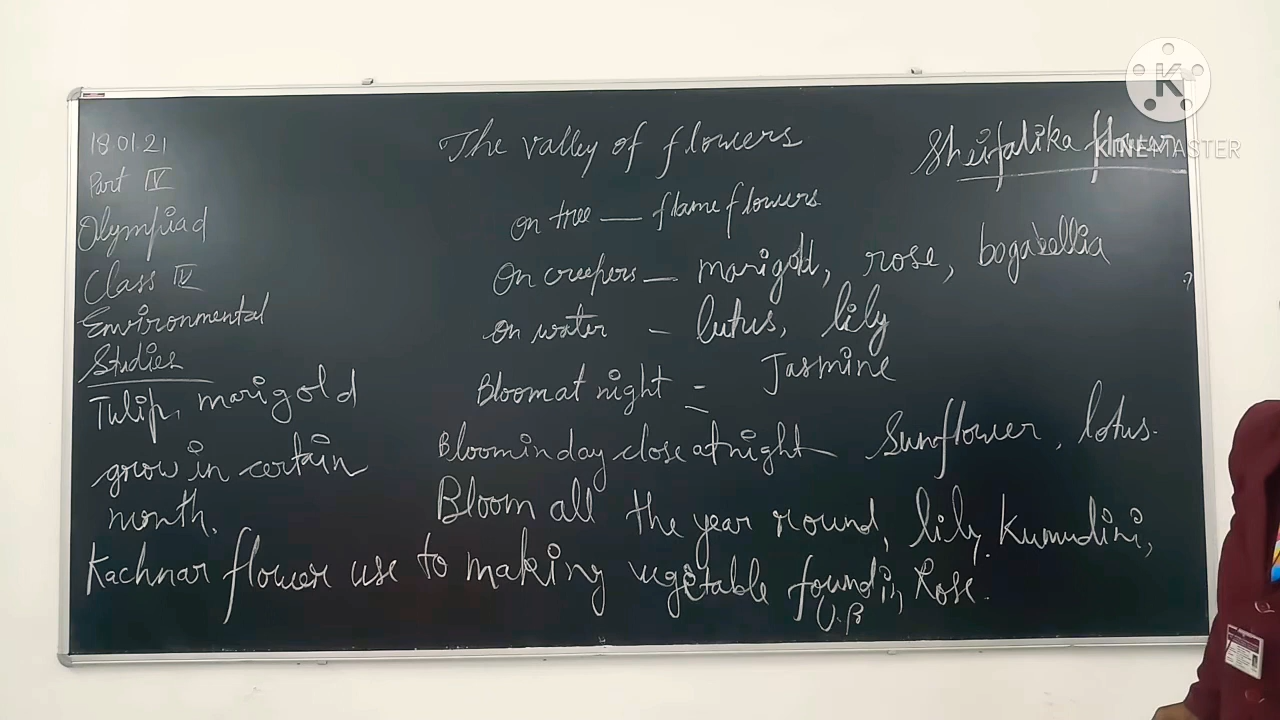 18.01.21
Part IV
Olympiad
Class IV
Environmental
Studies
Tulip, marigold
grow in certain
month.
The valley of flowers
Sheifalika flower
on tree — flame flowers
On creepers — marigold, rose, bogabellia
On water — lutus, lily
Bloom at night = Jasmine
Bloom in day close at night Sunflower, lotus.
Bloom all the year round, lily, Kumudini,
Rose.
Kachnar flower use to making vegetable found in
U.P
K
KINEMASTER